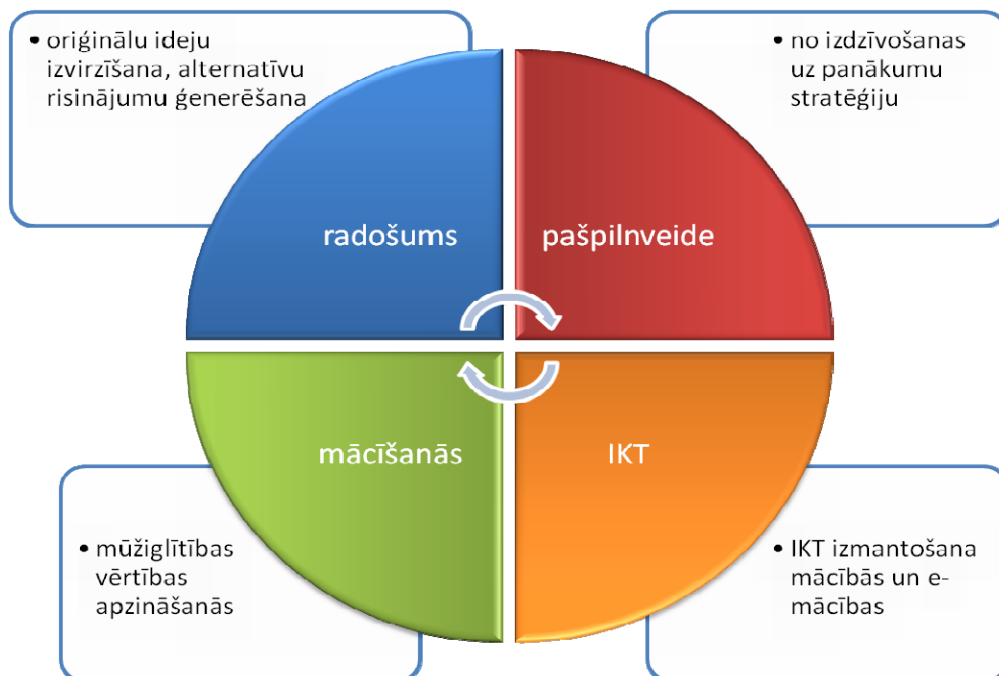 • oriģinālu ideju
izvirzīšana, alternatīvu
risinājumu ģenerēšana
• no izdzīvošanas
uz panākumu
stratēģiju
radošums
pašpilnveide
mācīšanās
IKT
• mūžiglītības
vērtības
apzināšanās
• IKT izmantošana
mācībās un e-
mācības